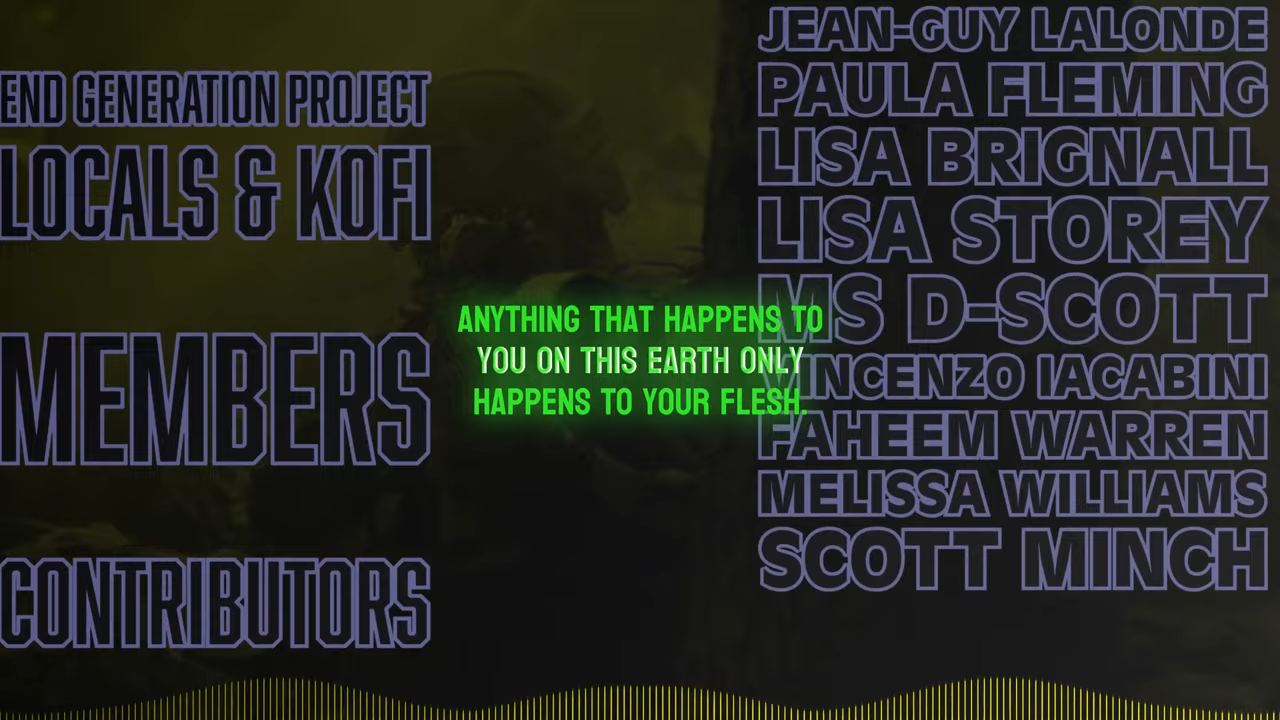 END GENERATION PROJECT
LOCALS & KOFI
MEMBERS
CONTRIBUTORS
ANYTHING THAT HAPPENS TO
YOU ON THIS EARTH ONLY
HAPPENS TO YOUR FLESH.
JEAN-GUY LALONDE
PAULA FLEMING
LISA BRIGNALL
LISA STOREY
MS D-SCOTT
VINCENZO IACABINI
FAHEEM WARREN
MELISSA WILLIAMS
SCOTT MINCH